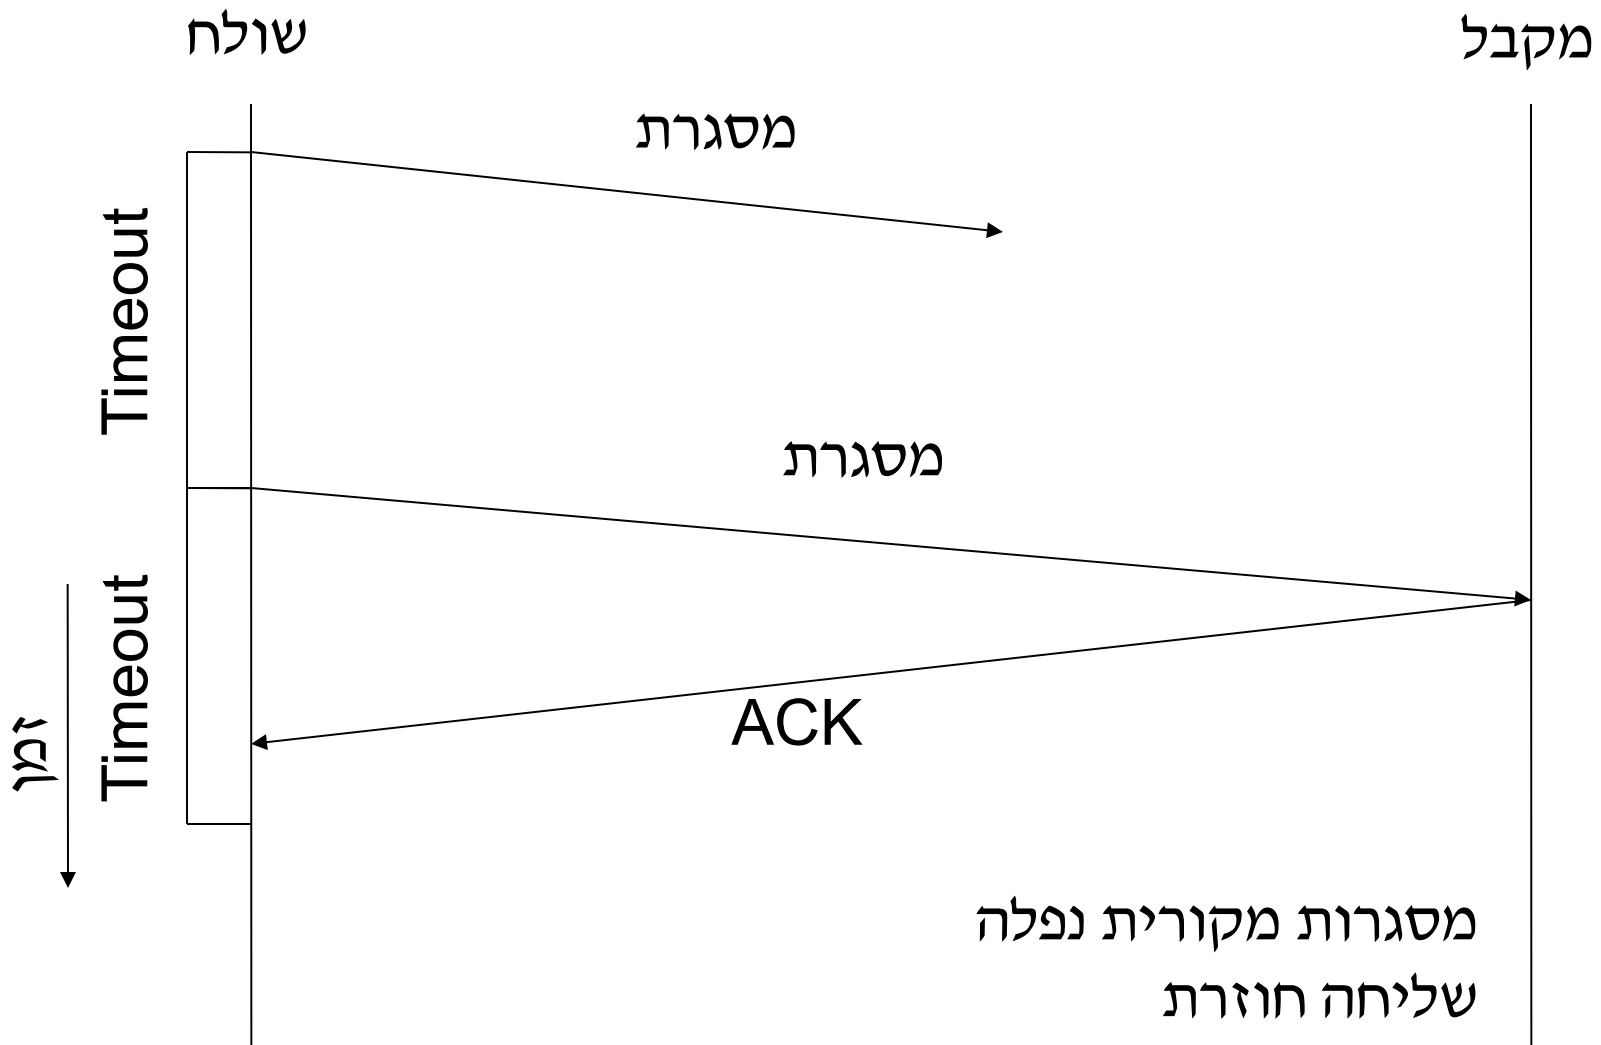 שולח
מקבל
מסגרת
Timeout
מסגרת
Timeout
זמן
ACK
מסגרות מקורית נפלה
שליחה חוזרת